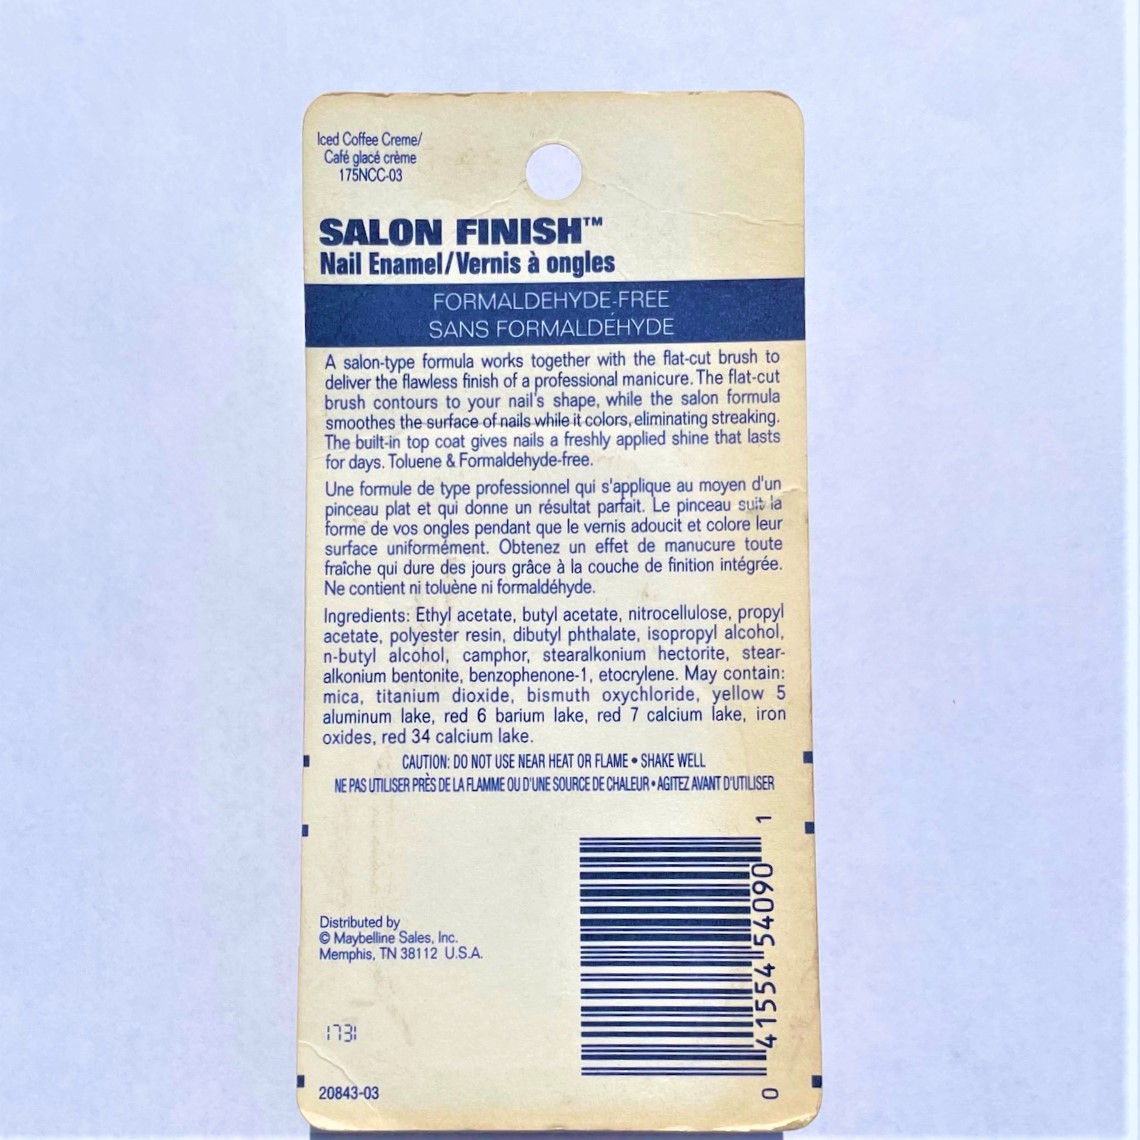 Iced Coffee Creme/
Café glacé crème
175NCC-03
SALON FINISH™
Nail Enamel/Vernis à ongles
FORMALDEHYDE-FREE
SANS FORMALDÉHYDE
A salon-type formula works together with the flat-cut brush to
deliver the flawless finish of a professional manicure. The flat-cut
brush contours to your nail's shape, while the salon formula
smoothes the surface of nails while it colors, eliminating streaking.
The built-in top coat gives nails a freshly applied shine that lasts
for days. Toluene & Formaldehyde-free.
Une formule de type professionnel qui s'applique au moyen d'un
pinceau plat et qui donne un résultat parfait. Le pinceau suit la
forme de vos ongles pendant que le vernis adoucit et colore leur
surface uniformément. Obtenez un effet de manucure toute
fraîche qui dure des jours grâce à la couche de finition intégrée.
Ne contient ni toluène ni formaldéhyde.
Ingredients: Ethyl acetate, butyl acetate, nitrocellulose, propyl
acetate, polyester resin, dibutyl phthalate, isopropyl alcohol,
n-butyl alcohol, camphor, stearalkonium hectorite, stear-
alkonium bentonite, benzophenone-1, etocrylene. May contain:
mica, titanium dioxide, bismuth oxychloride, yellow 5
aluminum lake, red 6 barium lake, red 7 calcium lake, iron
oxides, red 34 calcium lake.
CAUTION: DO NOT USE NEAR HEAT OR FLAME • SHAKE WELL
NE PAS UTILISER PRÈS DE LA FLAMME OU D'UNE SOURCE DE CHALEUR • AGITEZ AVANT D'UTILISER
Distributed by
© Maybelline Sales, Inc.
Memphis, TN 38112 U.S.A.
1731
20843-03
0 41554 54090 1